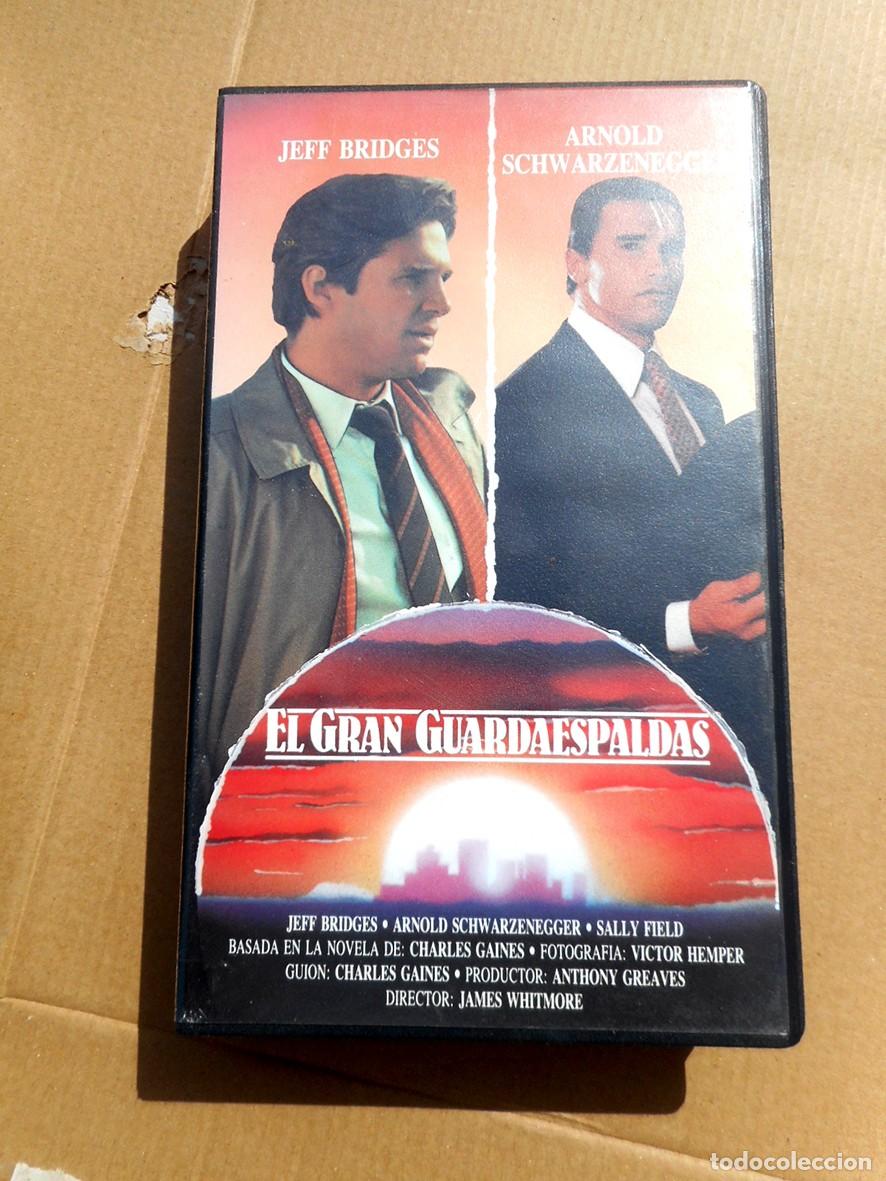 JEFF BRIDGES
ARNOLD
SCHWARZENEGGER
EL GRAN GUARDAESPALDAS
JEFF BRIDGES • ARNOLD SCHWARZENEGGER • SALLY FIELD
BASADA EN LA NOVELA DE: CHARLES GAINES • FOTOGRAFIA: VICTOR HEMPER
GUION: CHARLES GAINES • PRODUCTOR: ANTHONY GREAVES
DIRECTOR: JAMES WHITMORE
todocoleccion